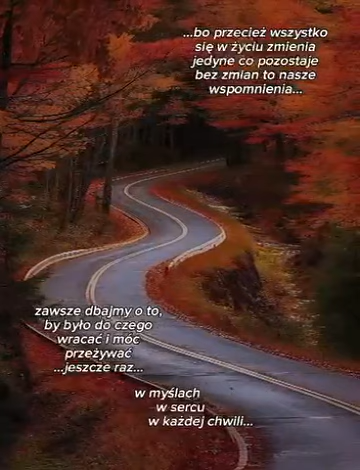 ...bo przecież wszystko
się w życiu zmienia
jedyne co pozostaje
bez zmian to nasze
wspomnienia...
zawsze dbajmy o to,
by było do czego
wracać i móc
przeżywać
...jeszcze raz...
w myślach
w sercu
w każdej chwili...